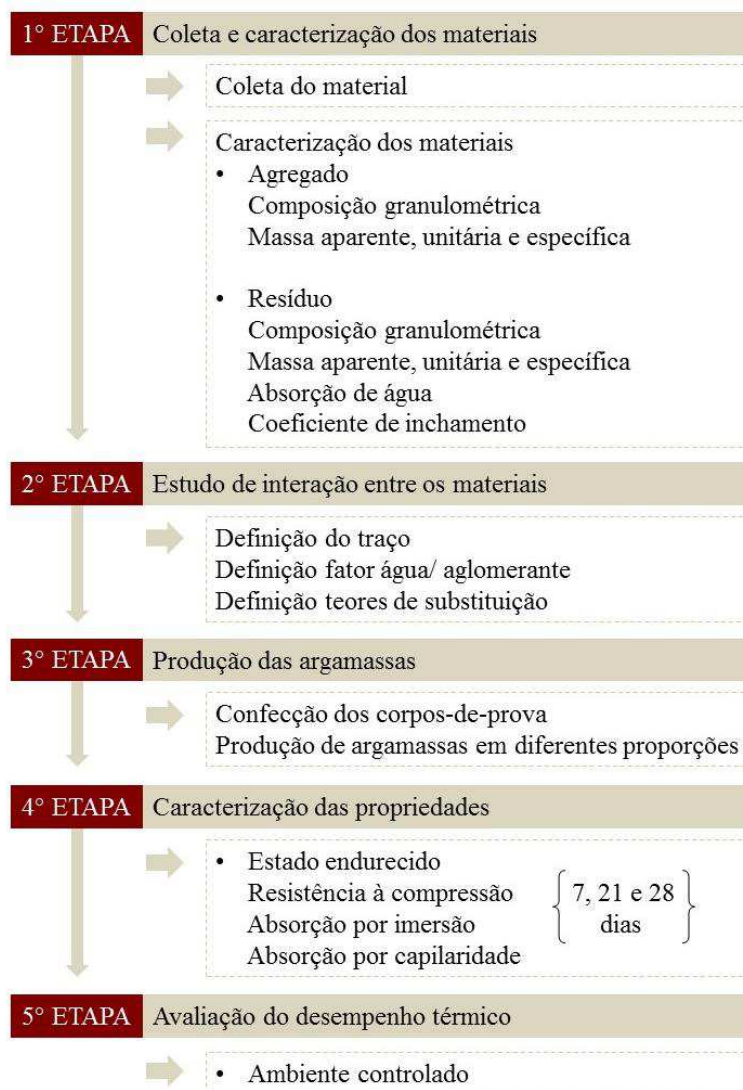 1° ETAPA Coleta e caracterização dos materiais
Coleta do material
Caracterização dos materiais
• Agregado
Composição granulométrica
Massa aparente, unitária e específica
• Resíduo
Composição granulométrica
Massa aparente, unitária e específica
Absorção de água
Coeficiente de inchamento
2° ETAPA Estudo de interação entre os materiais
Definição do traço
Definição fator água/ aglomerante
Definição teores de substituição
3° ETAPA Produção das argamassas
Confecção dos corpos-de-prova
Produção de argamassas em diferentes proporções
4° ETAPA Caracterização das propriedades
• Estado endurecido
Resistência à compressão
Absorção por imersão
Absorção por capilaridade
7, 21 e 28
dias
5° ETAPA Avaliação do desempenho térmico
• Ambiente controlado